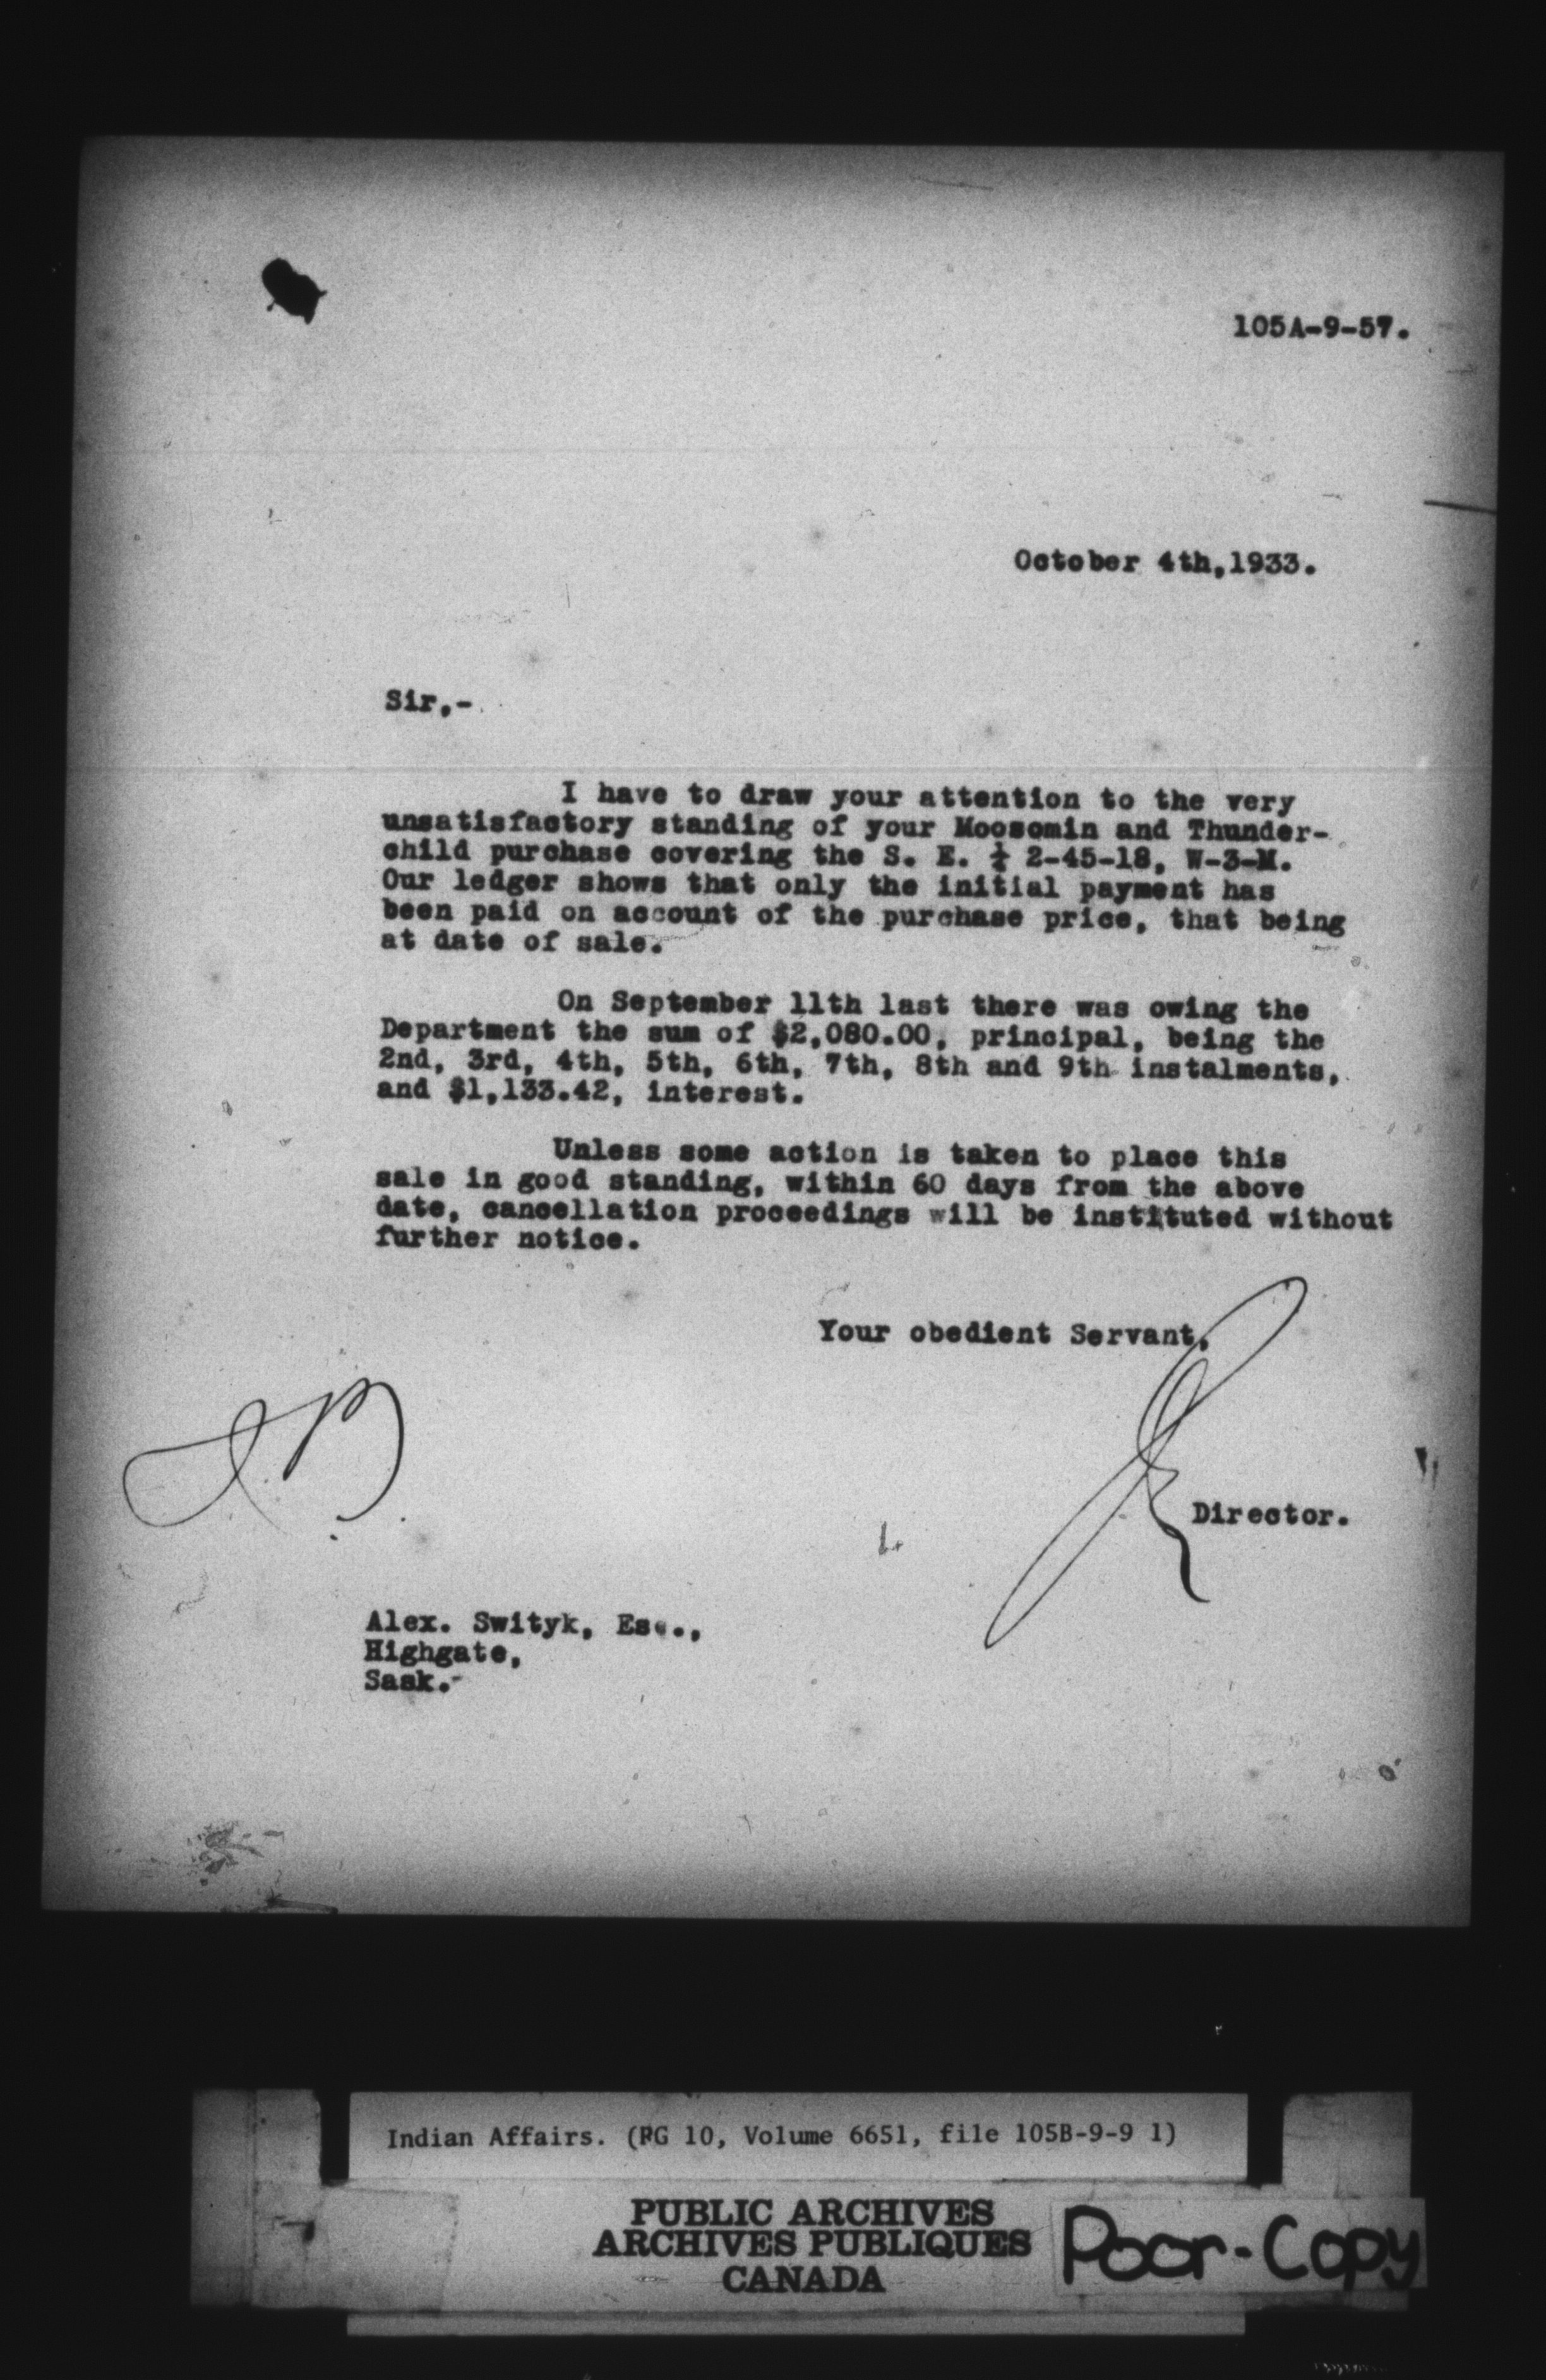 105A-9-57.
October 4th,1933.
Sir,-
I have to draw your attention to the very
unsatisfactory standing of your Moosomin and Thunder-
child purchase covering the S. E. ¼ 2-45-18, W-3-M.
Our ledger shows that only the initial payment has
been paid on account of the purchase price, that being
at date of sale.
On September 11th last there was owing the
Department the sum of $2,080.00, principal, being the
2nd, 3rd, 4th, 5th, 6th, 7th, 8th and 9th instalments,
and $1,133.42, interest.
Unless some action is taken to place this
sale in good standing, within 60 days from the above
date, cancellation proceedings will be instituted without
further notice.
Your obedient Servant,
Director.
Alex. Swityk, Esq.,
Highgate,
Sask.-
Indian Affairs. (RG 10, Volume 6651, file 105B-9-9 1)
PUBLIC ARCHIVES
ARCHIVES PUBLIQUES
CANADA
Poor-Copy